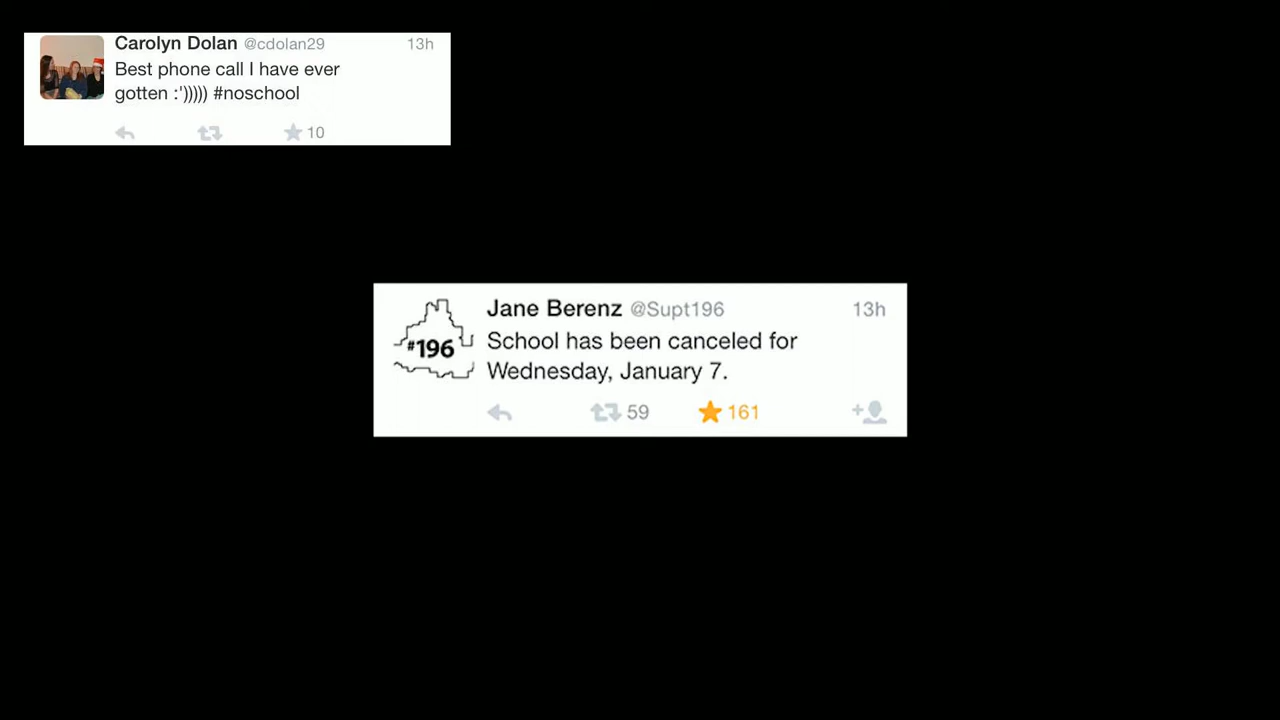 Carolyn Dolan @cdolan29 13h
Best phone call I have ever
gotten :'))))) #noschool
10
#196
Jane Berenz @Supt196 13h
School has been canceled for
Wednesday, January 7.
59 161